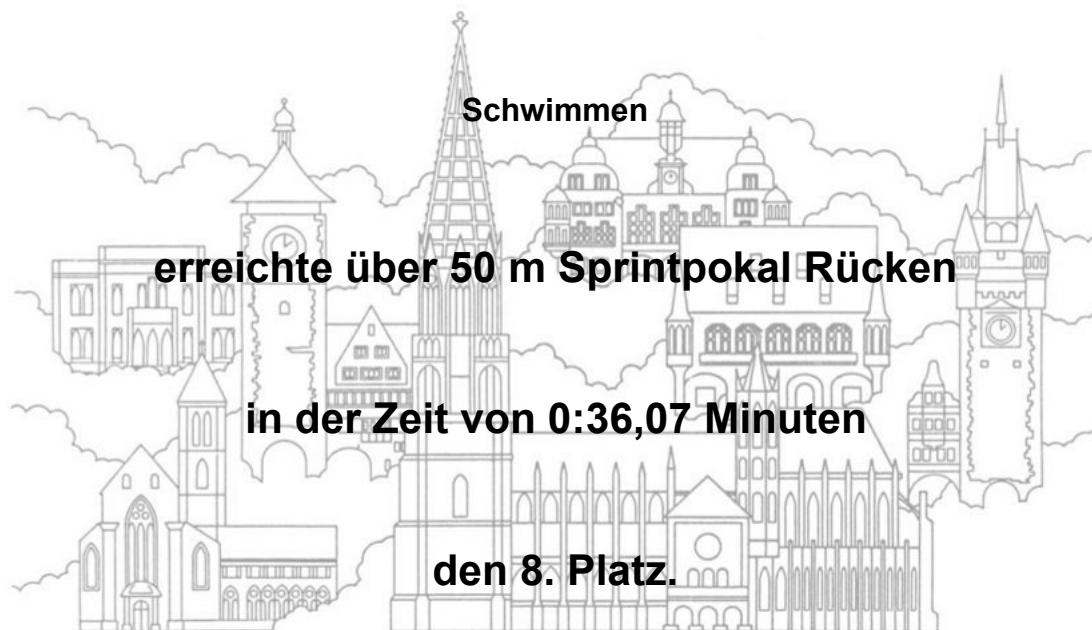 Schwimmen
erreichte über 50 m Sprintpokal Rücken
in der Zeit von 0:36,07 Minuten
den 8. Platz.